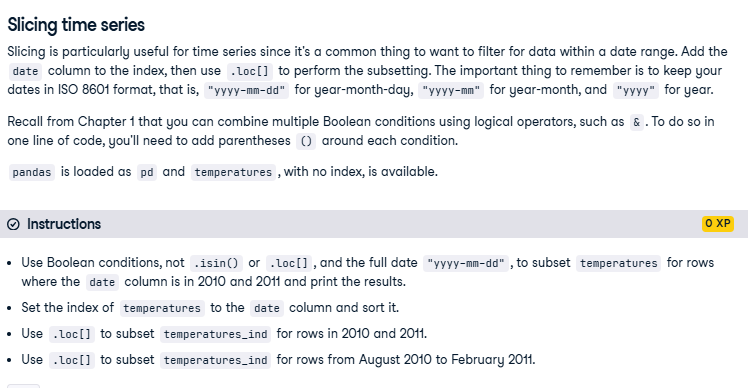 Slicing time series
Slicing is particularly useful for time series since it's a common thing to want to filter for data within a date range. Add the
date column to the index, then use .loc[] to perform the subsetting. The important thing to remember is to keep your
dates in ISO 8601 format, that is, "yyyy-mm-dd" for year-month-day, "yyyy-mm" for year-month, and "yyyy" for year.
Recall from Chapter 1 that you can combine multiple Boolean conditions using logical operators, such as &. To do so in
one line of code, you'll need to add parentheses () around each condition.
pandas is loaded as pd and temperatures, with no index, is available.
Instructions
0 XP
• Use Boolean conditions, not .isin() or .loc[], and the full date "yyyy-mm-dd", to subset temperatures for rows
where the date column is in 2010 and 2011 and print the results.
• Set the index of temperatures to the date column and sort it.
• Use .loc[] to subset temperatures_ind for rows in 2010 and 2011.
• Use .loc[] to subset temperatures_ind for rows from August 2010 to February 2011.